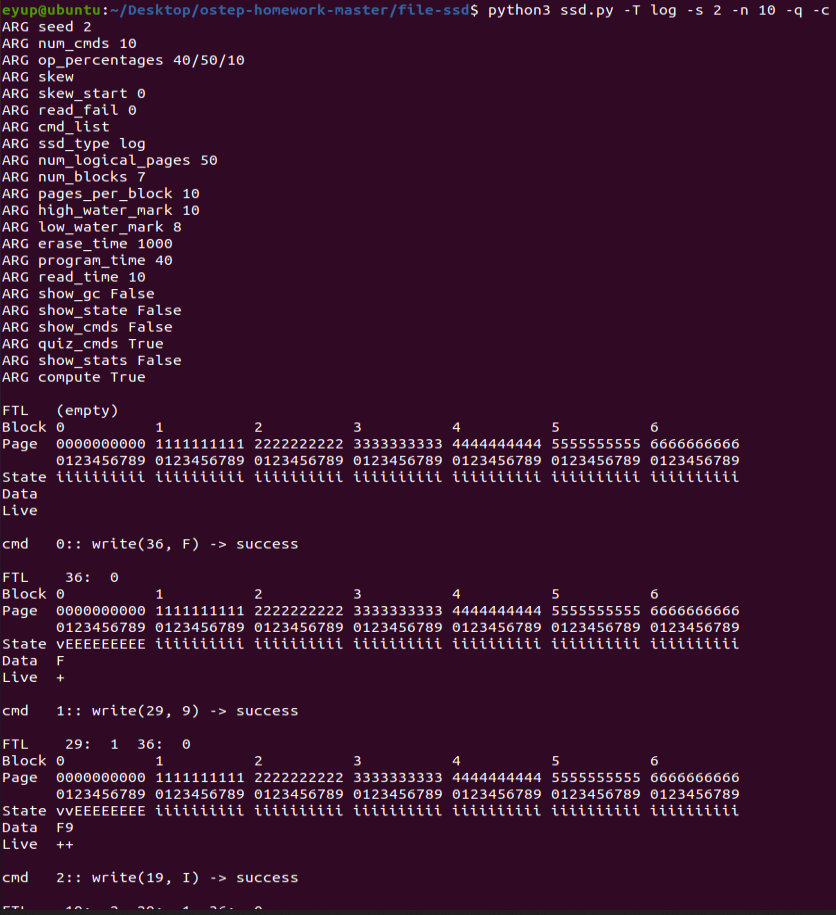 eyup@ubuntu:~/Desktop/ostep-homework-master/file-ssd$ python3 ssd.py -T log -s 2 -n 10 -q -c
ARG seed 2
ARG num_cmds 10
ARG op_percentages 40/50/10
ARG skew
ARG skew_start 0
ARG read_fail 0
ARG cmd_list
ARG ssd_type log
ARG num_logical_pages 50
ARG num_blocks 7
ARG pages_per_block 10
ARG high_water_mark 10
ARG low_water_mark 8
ARG erase_time 1000
ARG program_time 40
ARG read_time 10
ARG show_gc False
ARG show_state False
ARG show_cmds False
ARG quiz_cmds True
ARG show_stats False
ARG compute True

FTL   (empty)
Block 0          1          2          3          4          5          6
Page  0000000000 1111111111 2222222222 3333333333 4444444444 5555555555 6666666666
      0123456789 0123456789 0123456789 0123456789 0123456789 0123456789 0123456789
State iiiiiiiiii iiiiiiiiii iiiiiiiiii iiiiiiiiii iiiiiiiiii iiiiiiiiii iiiiiiiiii
Data
Live

cmd   0:: write(36, F) -> success

FTL    36:  0
Block 0          1          2          3          4          5          6
Page  0000000000 1111111111 2222222222 3333333333 4444444444 5555555555 6666666666
      0123456789 0123456789 0123456789 0123456789 0123456789 0123456789 0123456789
State vEEEEEEEEE iiiiiiiiii iiiiiiiiii iiiiiiiiii iiiiiiiiii iiiiiiiiii iiiiiiiiii
Data  F
Live  +

cmd   1:: write(29, 9) -> success

FTL    29:  1  36:  0
Block 0          1          2          3          4          5          6
Page  0000000000 1111111111 2222222222 3333333333 4444444444 5555555555 6666666666
      0123456789 0123456789 0123456789 0123456789 0123456789 0123456789 0123456789
State vvEEEEEEEE iiiiiiiiii iiiiiiiiii iiiiiiiiii iiiiiiiiii iiiiiiiiii iiiiiiiiii
Data  F9
Live  ++

cmd   2:: write(19, I) -> success